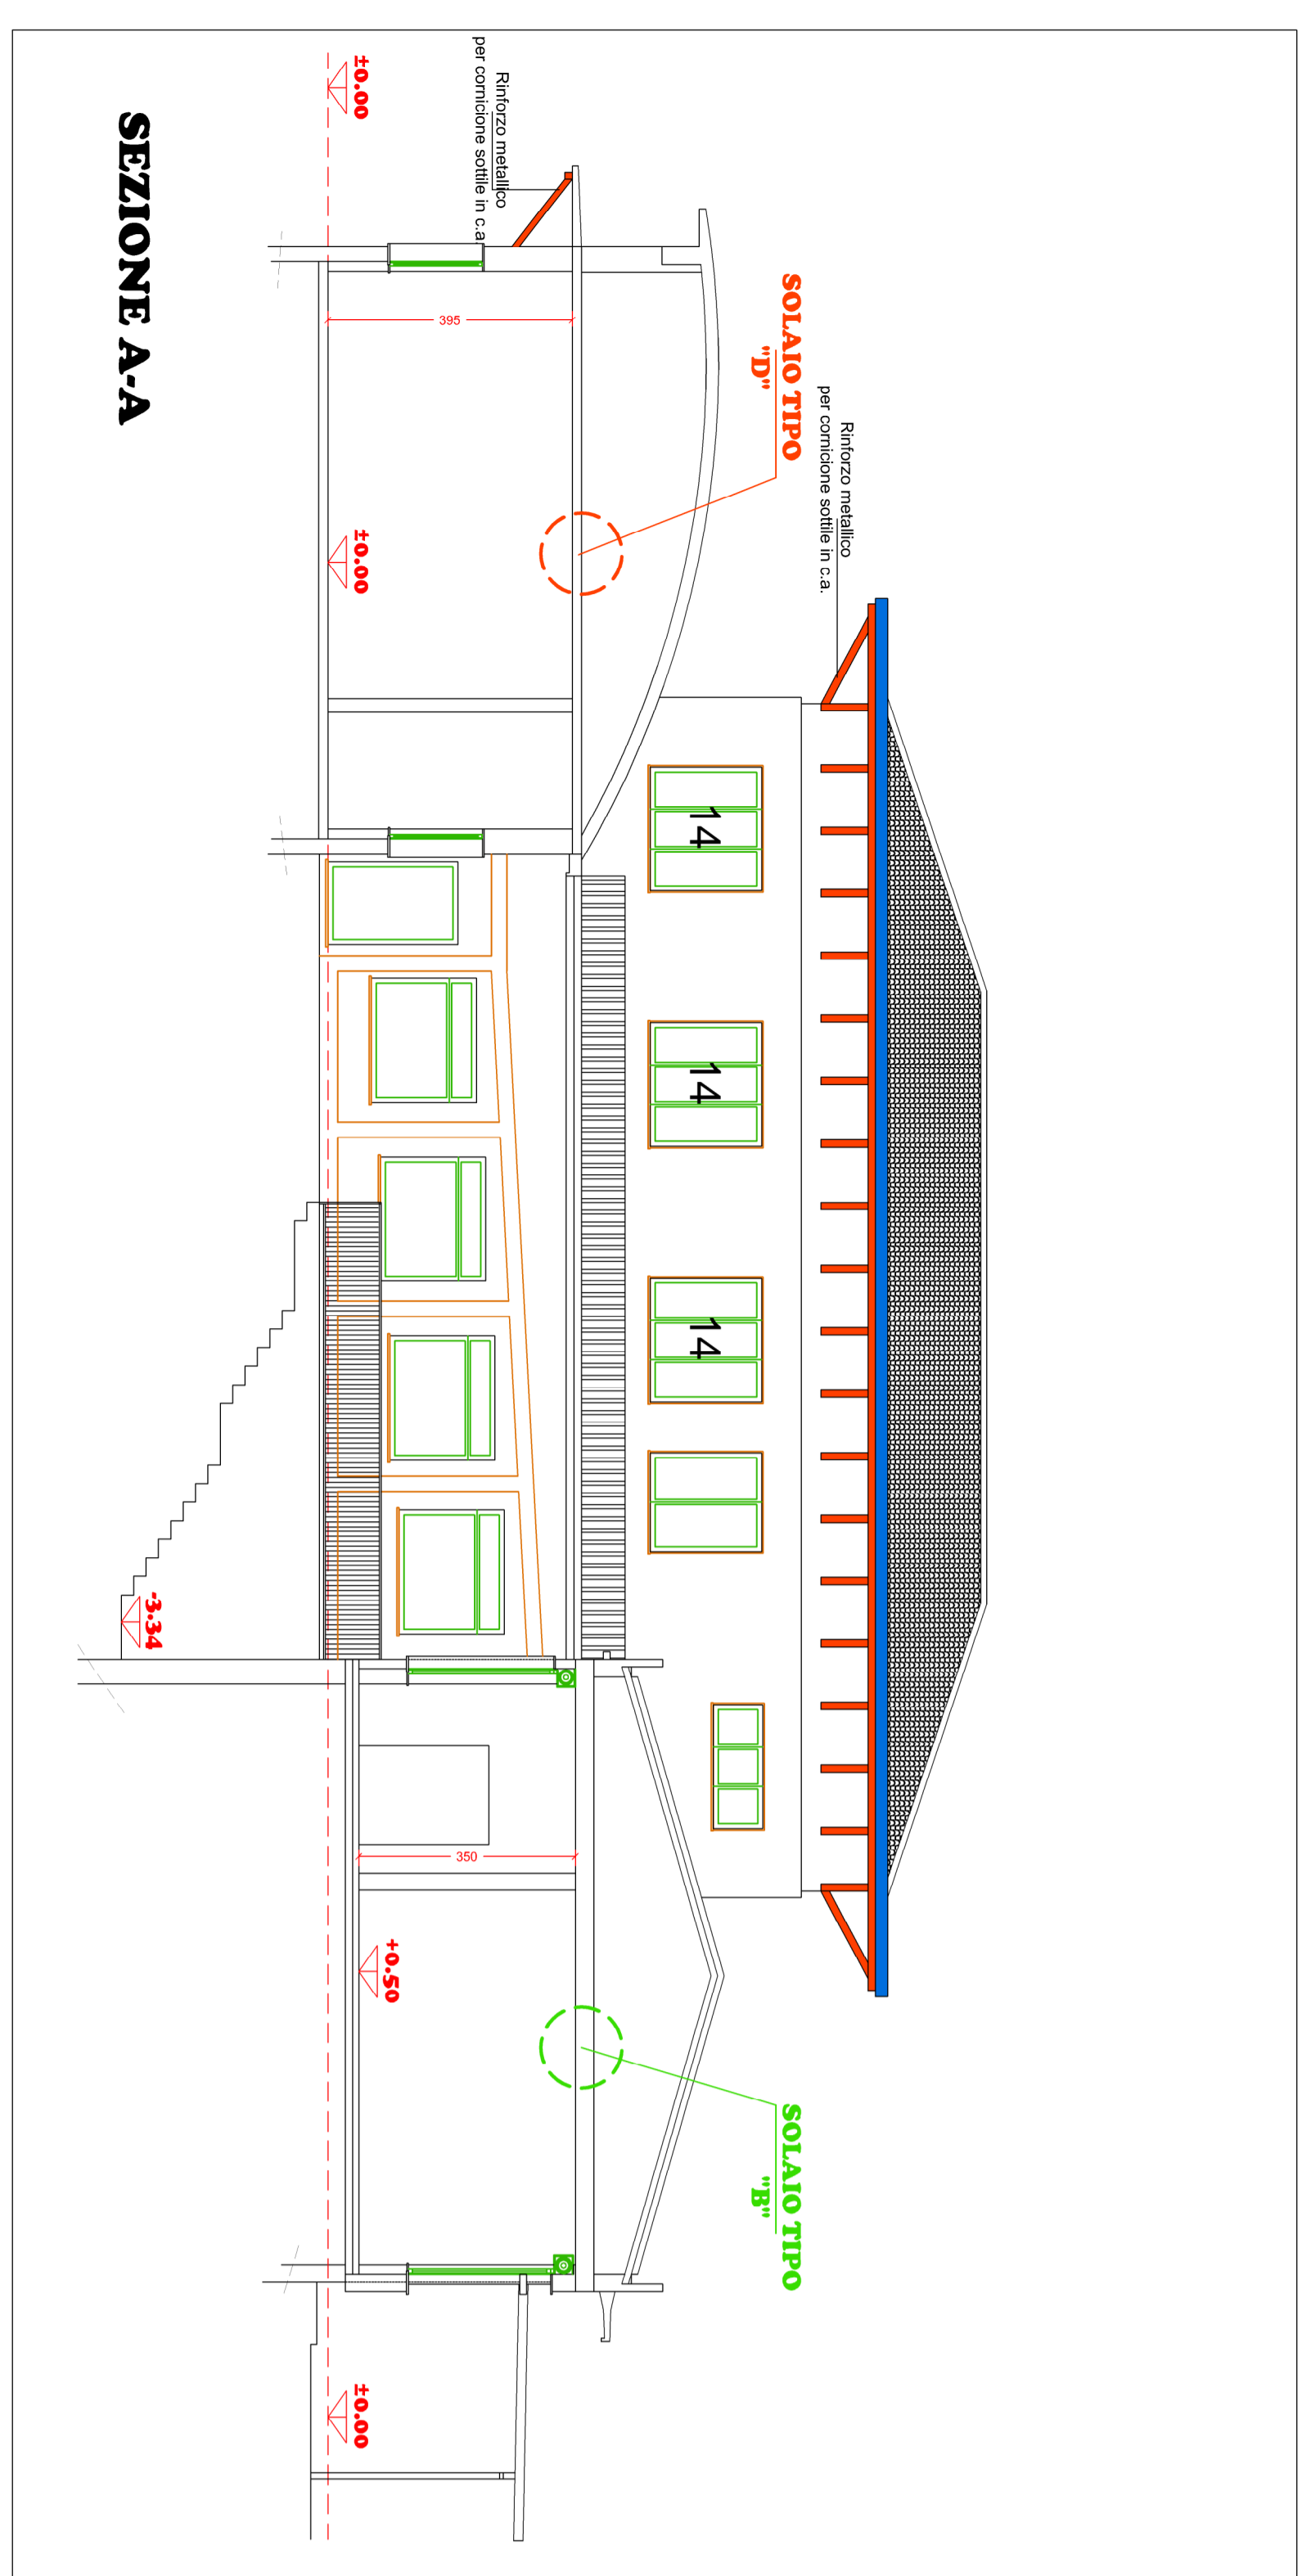 Rinforzo metallico
per cornicione sottile in c.a.
SOLAIO TIPO
"D"
Rinforzo metallico
per cornicione sottile in c.a.
SOLAIO TIPO
"B"
14
14
14
395
350
±0.00
±0.00
+0.50
±0.00
-3.34
SEZIONE A-A